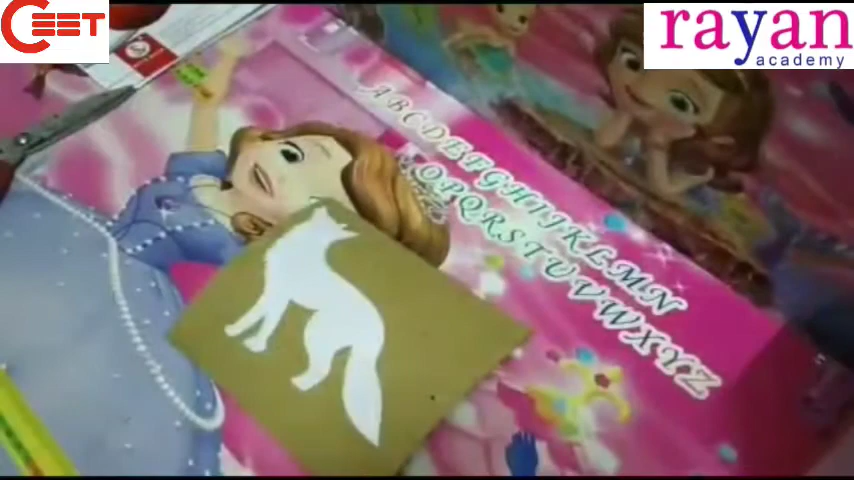 CEET
rayan
academy
ABCDEFGHIJKLMN
OPQRSTUVWXYZ